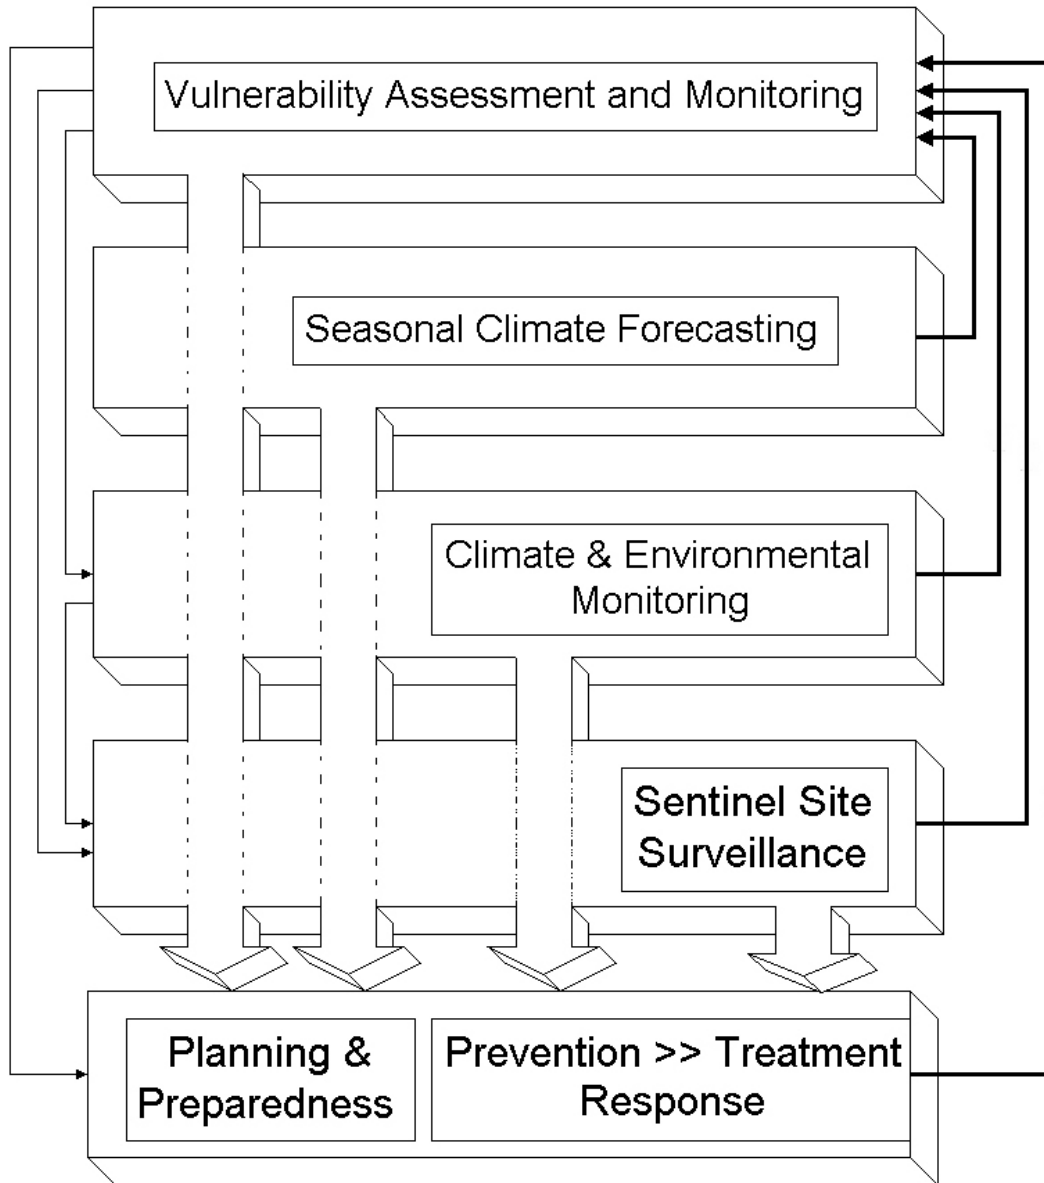 Vulnerability Assessment and Monitoring
Seasonal Climate Forecasting
Climate & Environmental
Monitoring
Sentinel Site
Surveillance
Planning &
Preparedness
Prevention >> Treatment
Response